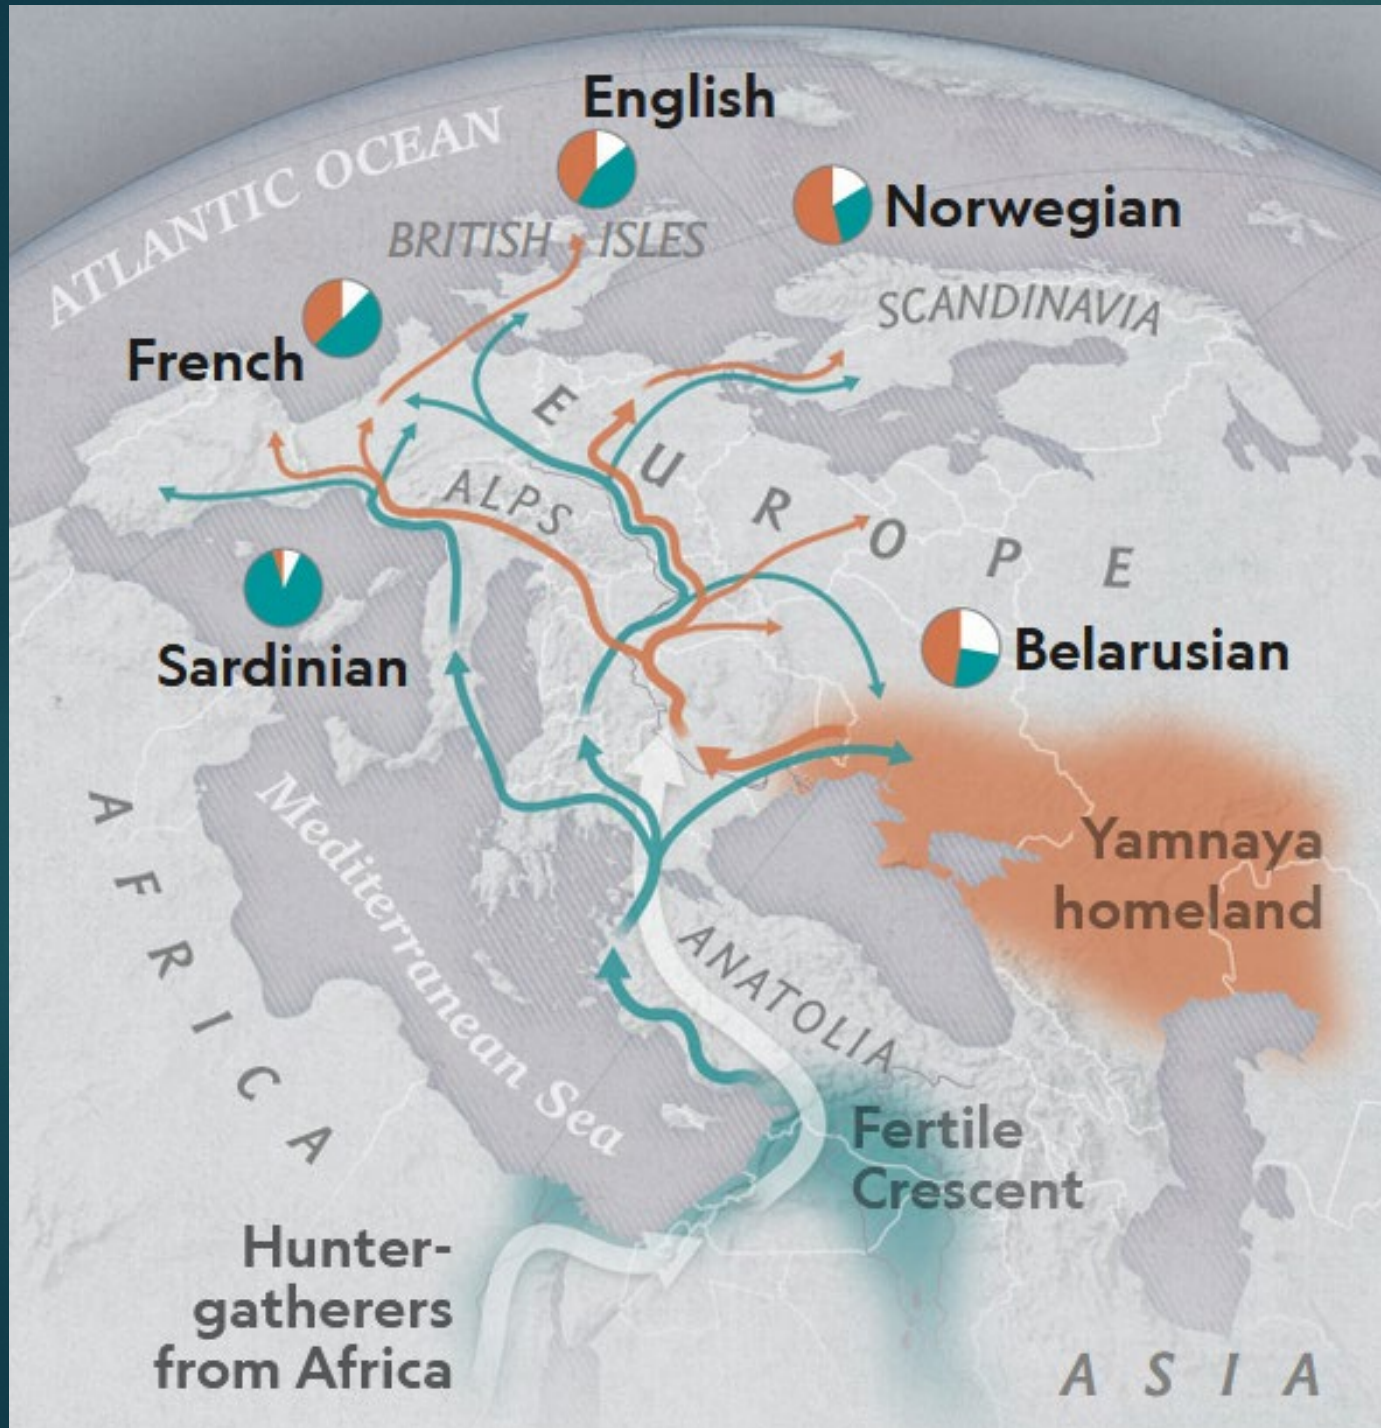 English
ATLANTIC OCEAN
Norwegian
BRITISH ISLES
SCANDINAVIA
French
EUROPE
ALPS
Sardinian
Belarusian
AFRICA
Mediterranean Sea
Yamnaya
homeland
ANATOLIA
Fertile
Crescent
Hunter-
gatherers
from Africa
ASIA